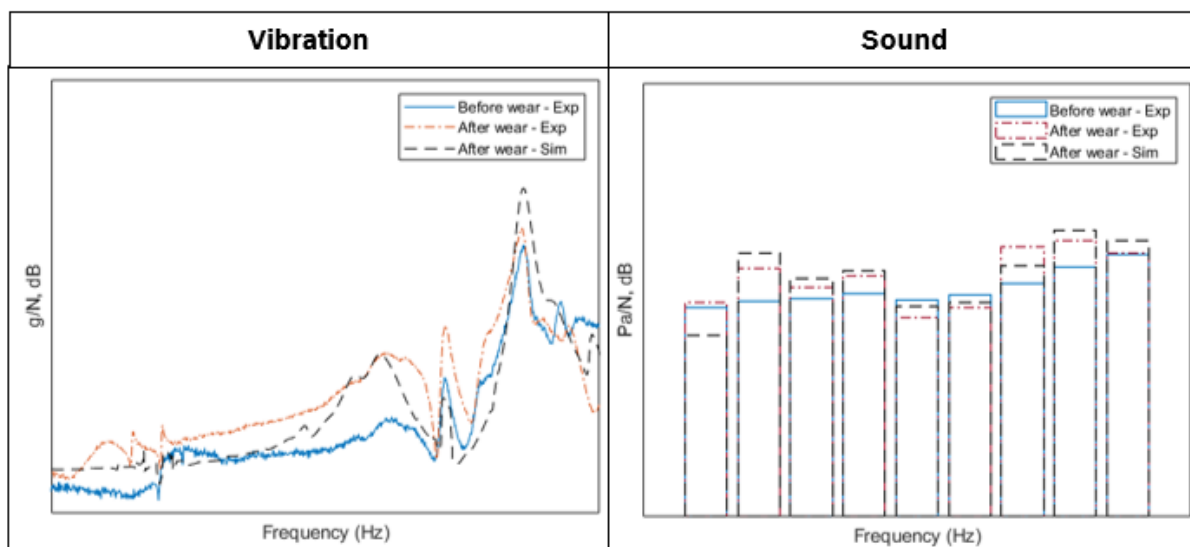 Vibration
Sound
Before wear - Exp
After wear - Exp
After wear - Sim
g/N, dB
Frequency (Hz)
Before wear - Exp
After wear - Exp
After wear - Sim
Pa/N, dB
Frequency (Hz)